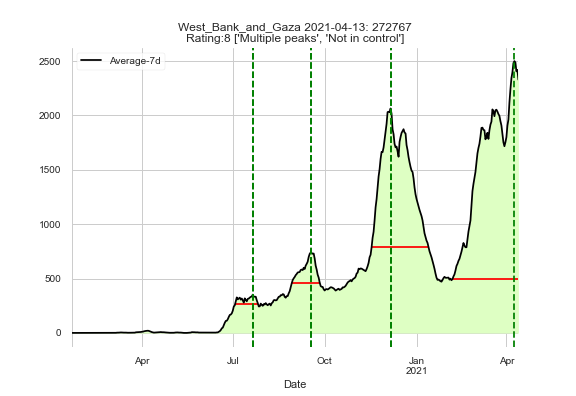 West_Bank_and_Gaza 2021-04-13: 272767
Rating:8 ['Multiple peaks', 'Not in control']
Average-7d
2500
2000
1500
1000
500
0
Apr
Jul
Oct
Jan
2021
Apr
Date